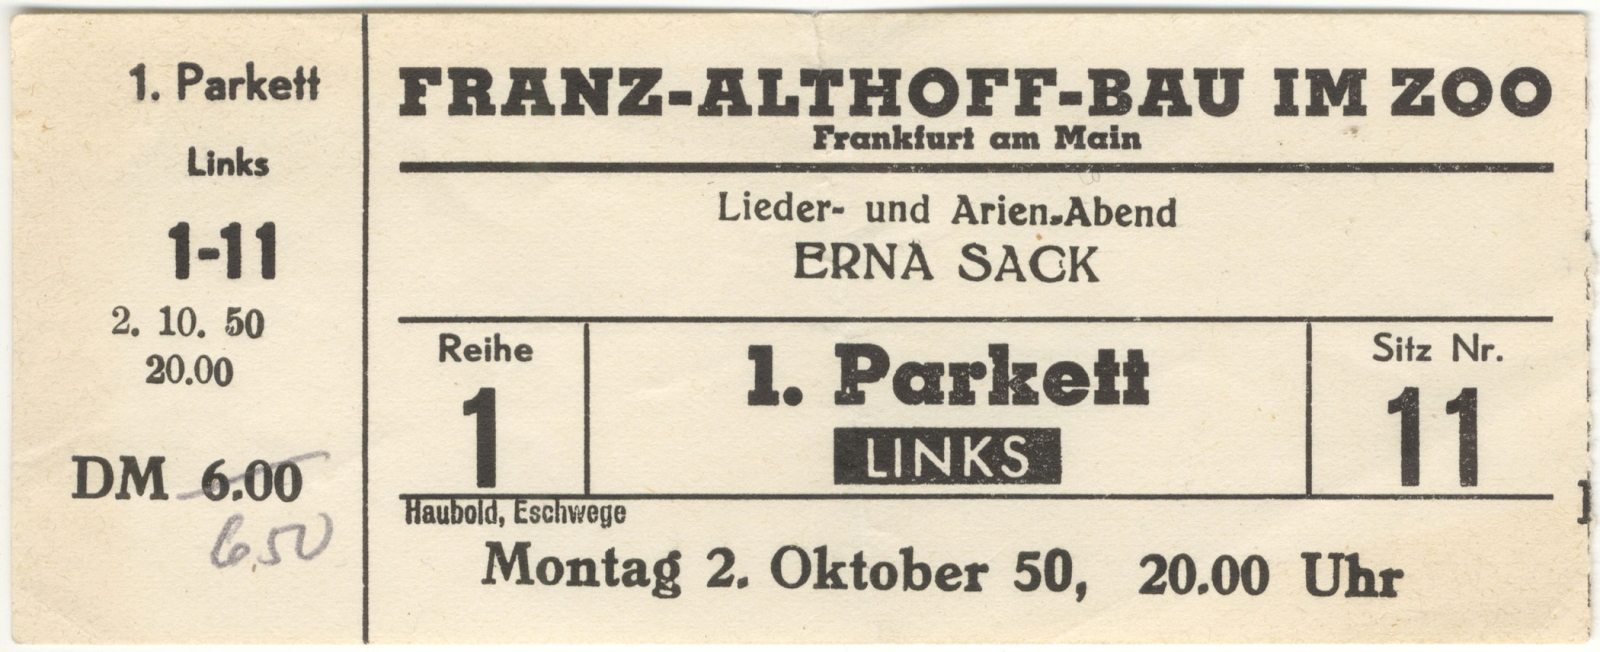 1. Parkett
Links
1-11
2. 10. 50
20.00
DM 6.00
6.50
FRANZ-ALTHOFF-BAU IM ZOO
Frankfurt am Main
Lieder- und Arien-Abend
ERNA SACK
Reihe
1
1. Parkett
LINKS
Sitz Nr.
11
Haubold, Eschwege
Montag 2. Oktober 50, 20.00 Uhr